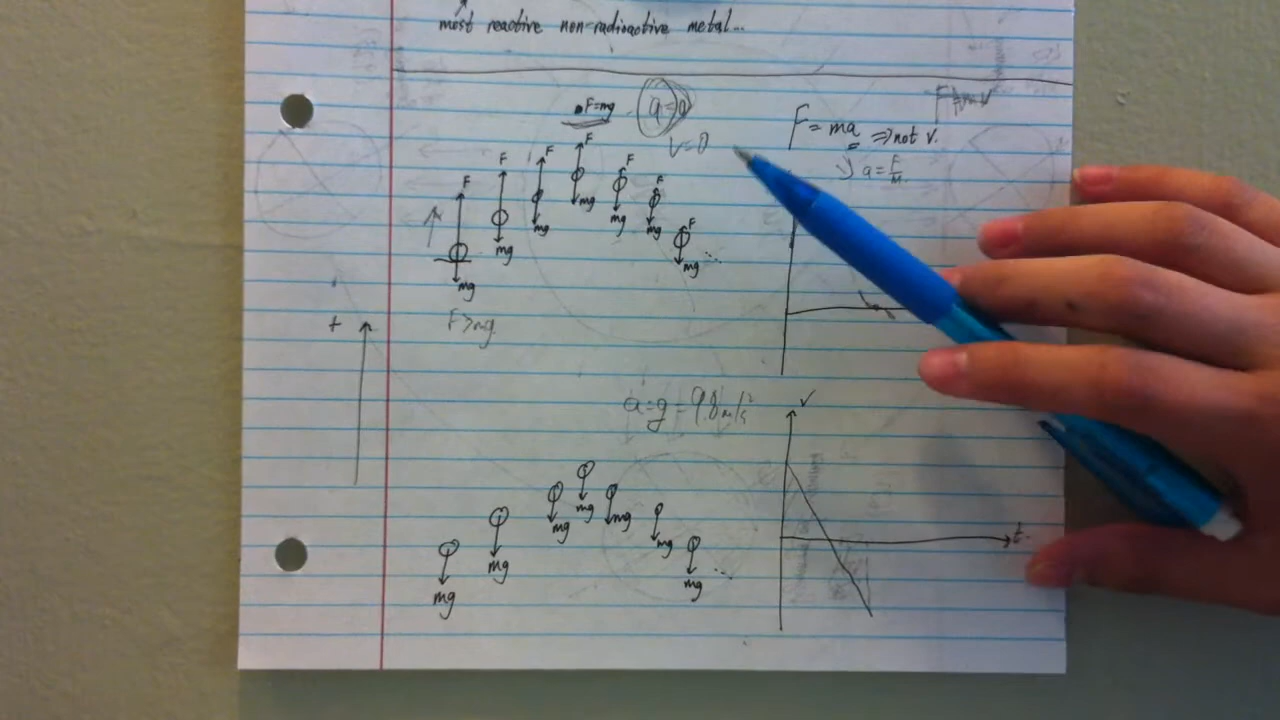 most reactive non-radioactive metal...
F=mg a=0
v=0
F=ma ⇒ not v.
a=F/m.
F F F F F F F
mg mg mg mg mg mg mg
F>mg
+
a=g=9.8m/s²
v
t.
mg mg mg mg mg mg mg